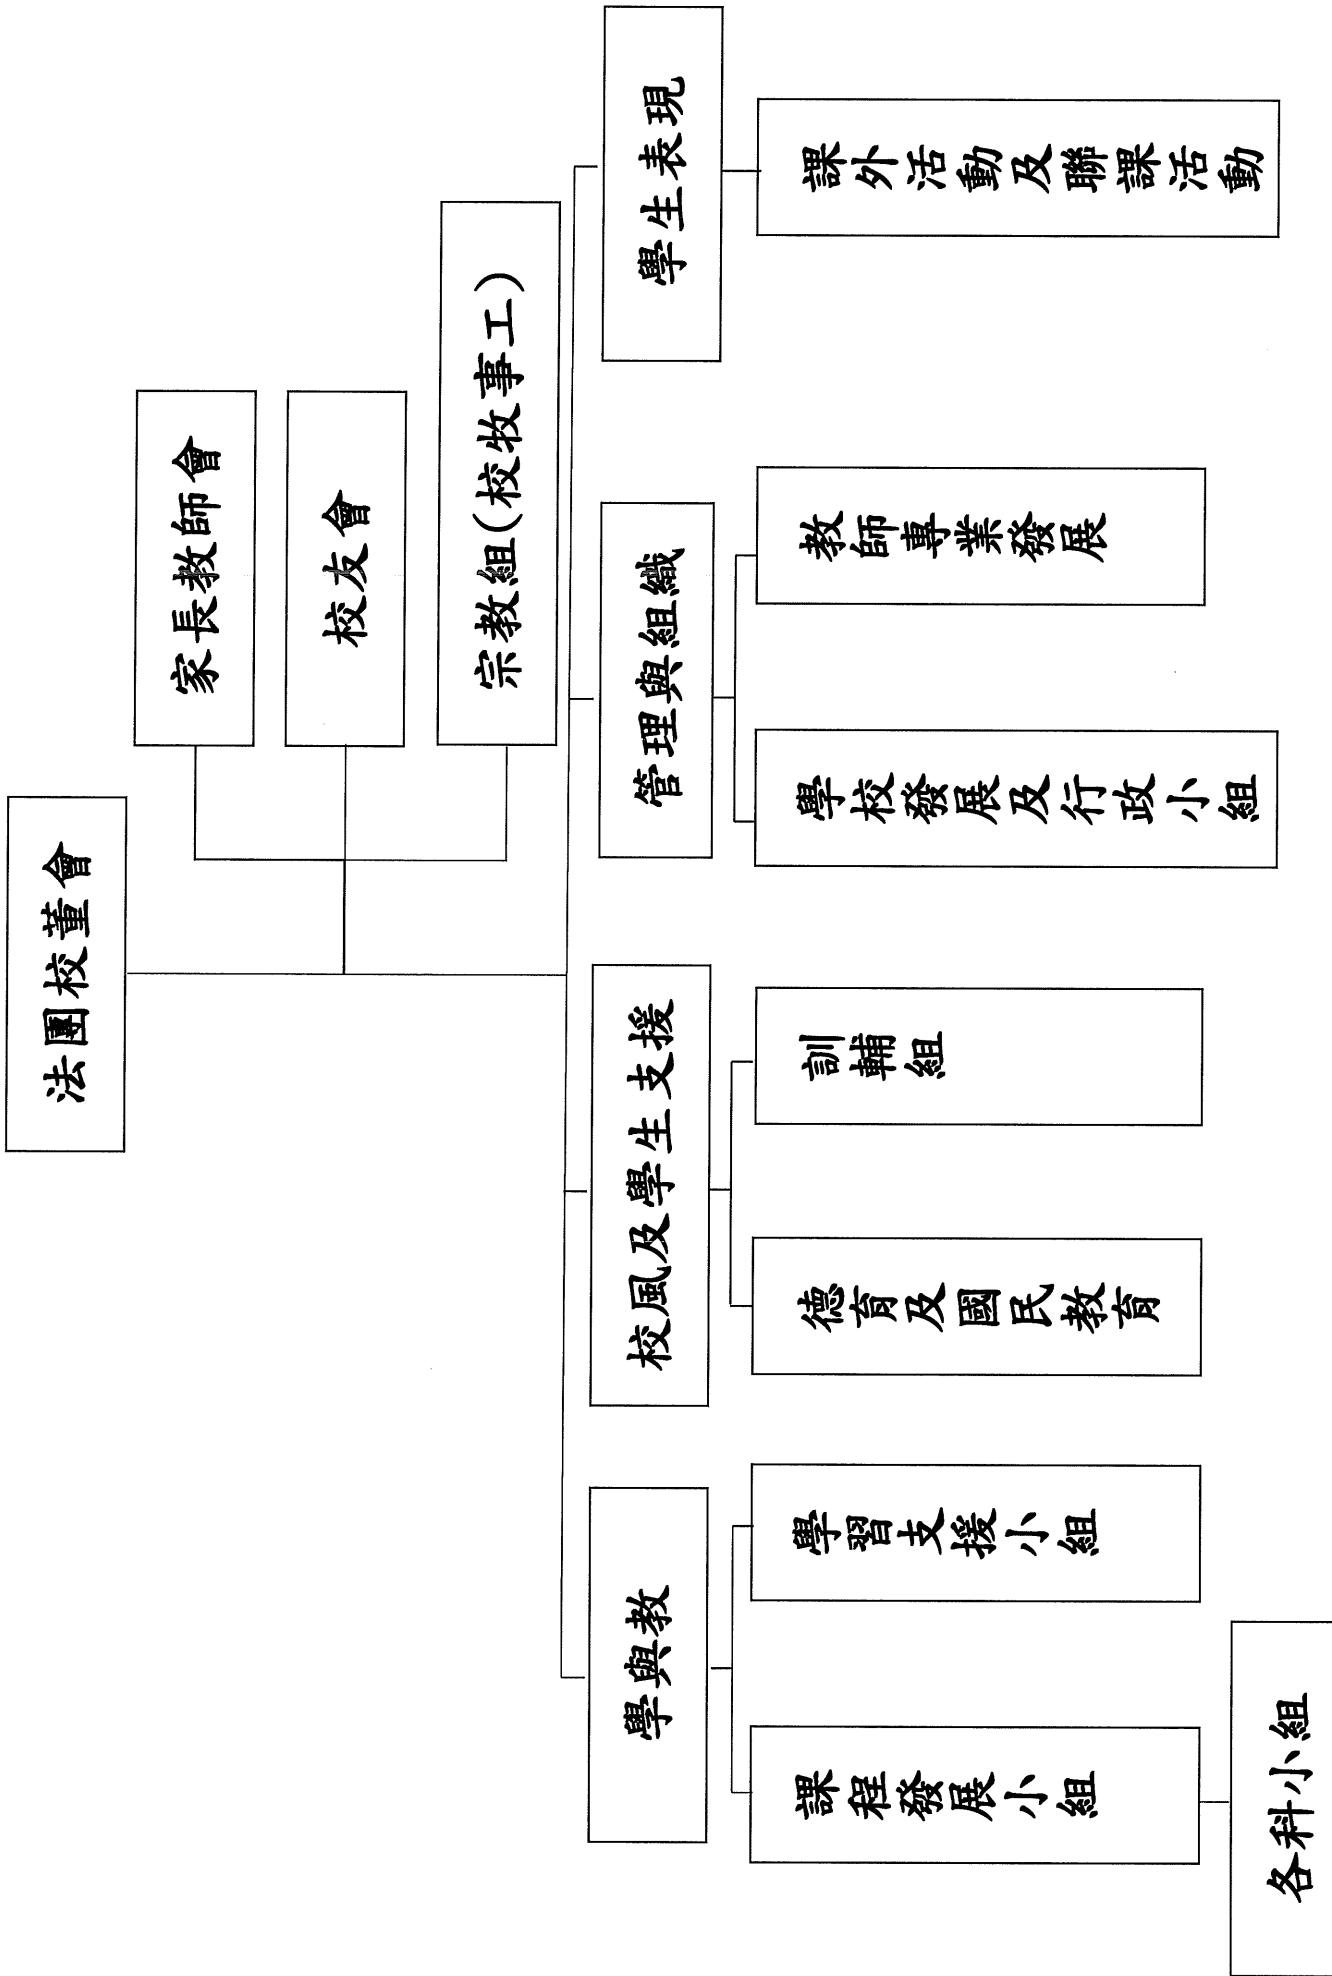 法團校董會
家長教師會
校友會
宗教組(校牧事工)
學與教
校風及學生支援
管理與組織
學生表現
課程發展小組
學習支援小組
德育及國民教育
訓輔組
學校發展及行政小組
教師專業發展
課外活動及聯課活動
各科小組